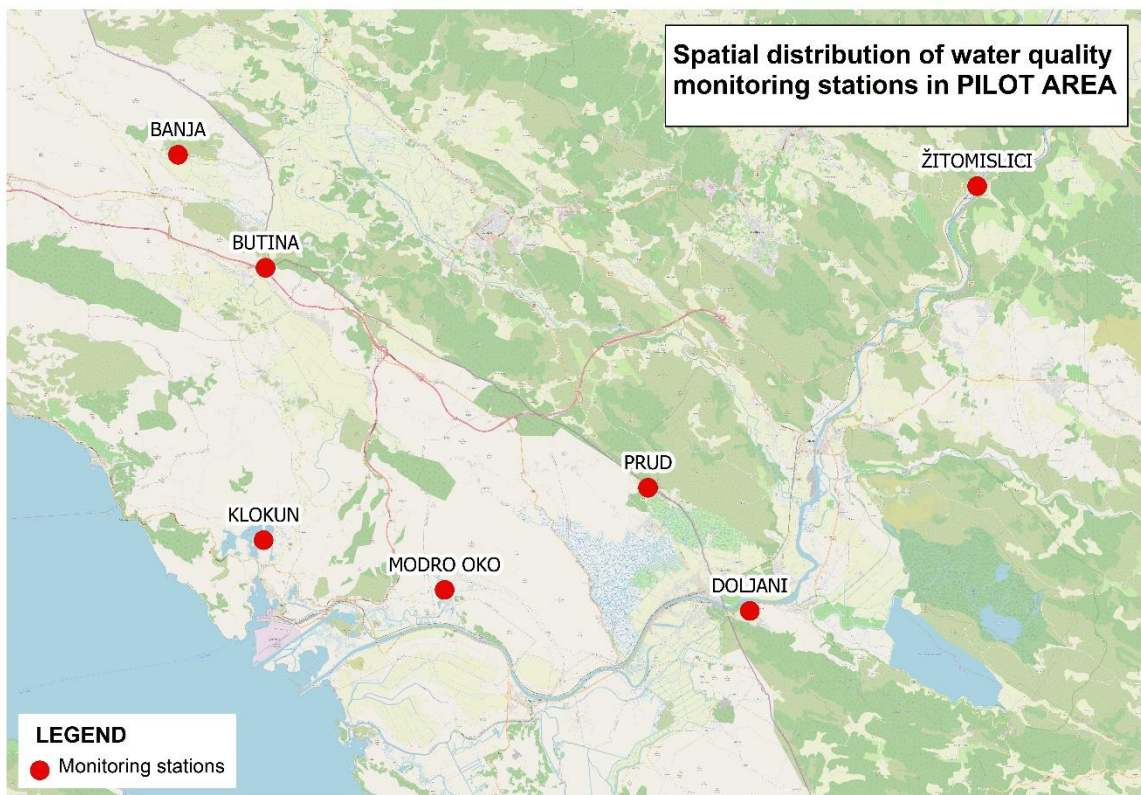 Spatial distribution of water quality
monitoring stations in PILOT AREA
BANJA
ŽITOMISLICI
BUTINA
PRUD
KLOKUN
MODRO OKO
DOLJANI
LEGEND
Monitoring stations